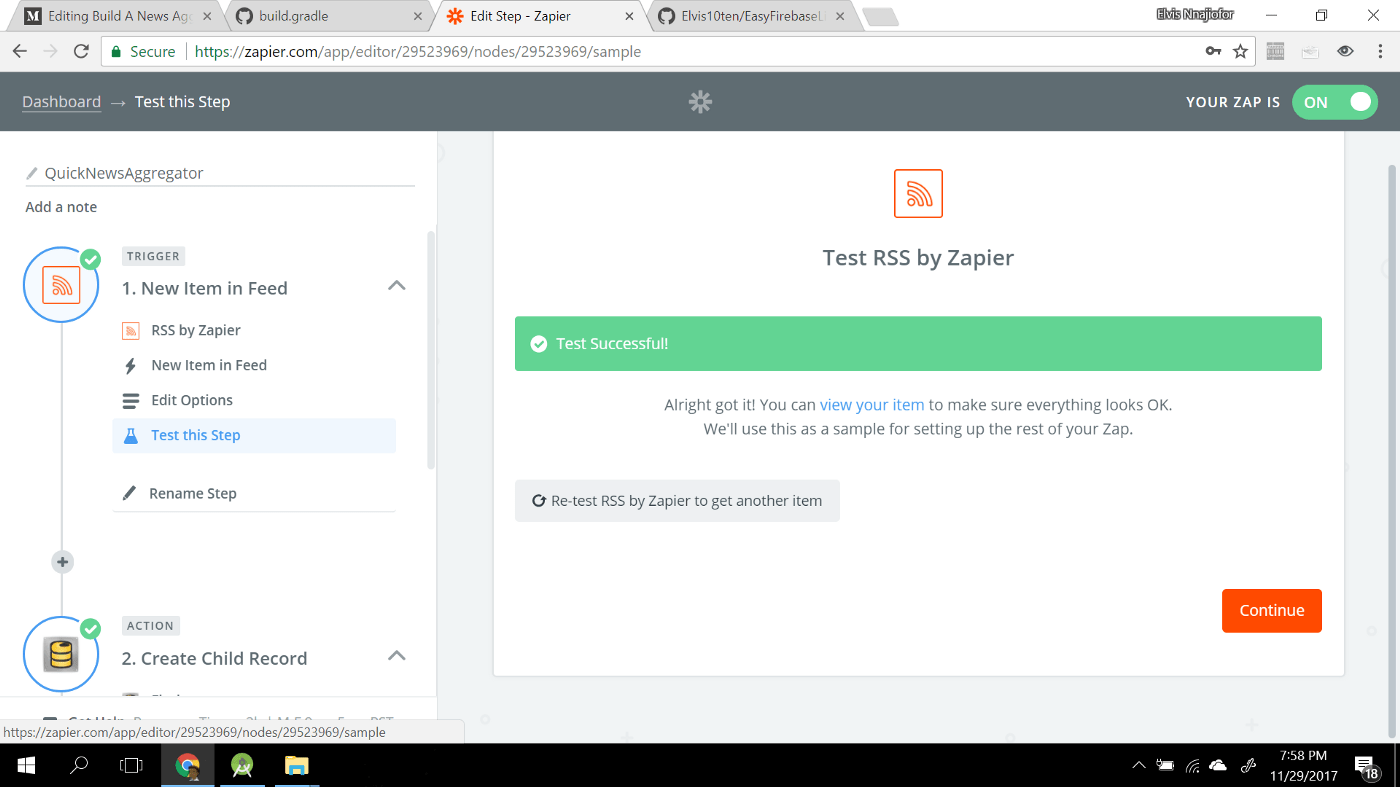 Editing Build A News Ag
build.gradle
Edit Step - Zapier
Elvis10ten/EasyFirebaseL
Elvis Nnajiofor
Secure
https://zapier.com/app/editor/29523969/nodes/29523969/sample
Dashboard → Test this Step
YOUR ZAP IS
ON
QuickNewsAggregator
Add a note
TRIGGER
1. New Item in Feed
RSS by Zapier
New Item in Feed
Edit Options
Test this Step
Rename Step
ACTION
2. Create Child Record
Test RSS by Zapier
Test Successful!
Alright got it! You can view your item to make sure everything looks OK.
We'll use this as a sample for setting up the rest of your Zap.
Re-test RSS by Zapier to get another item
Continue
Get Help
https://zapier.com/app/editor/29523969/nodes/29523969/sample
7:58 PM
11/29/2017
18